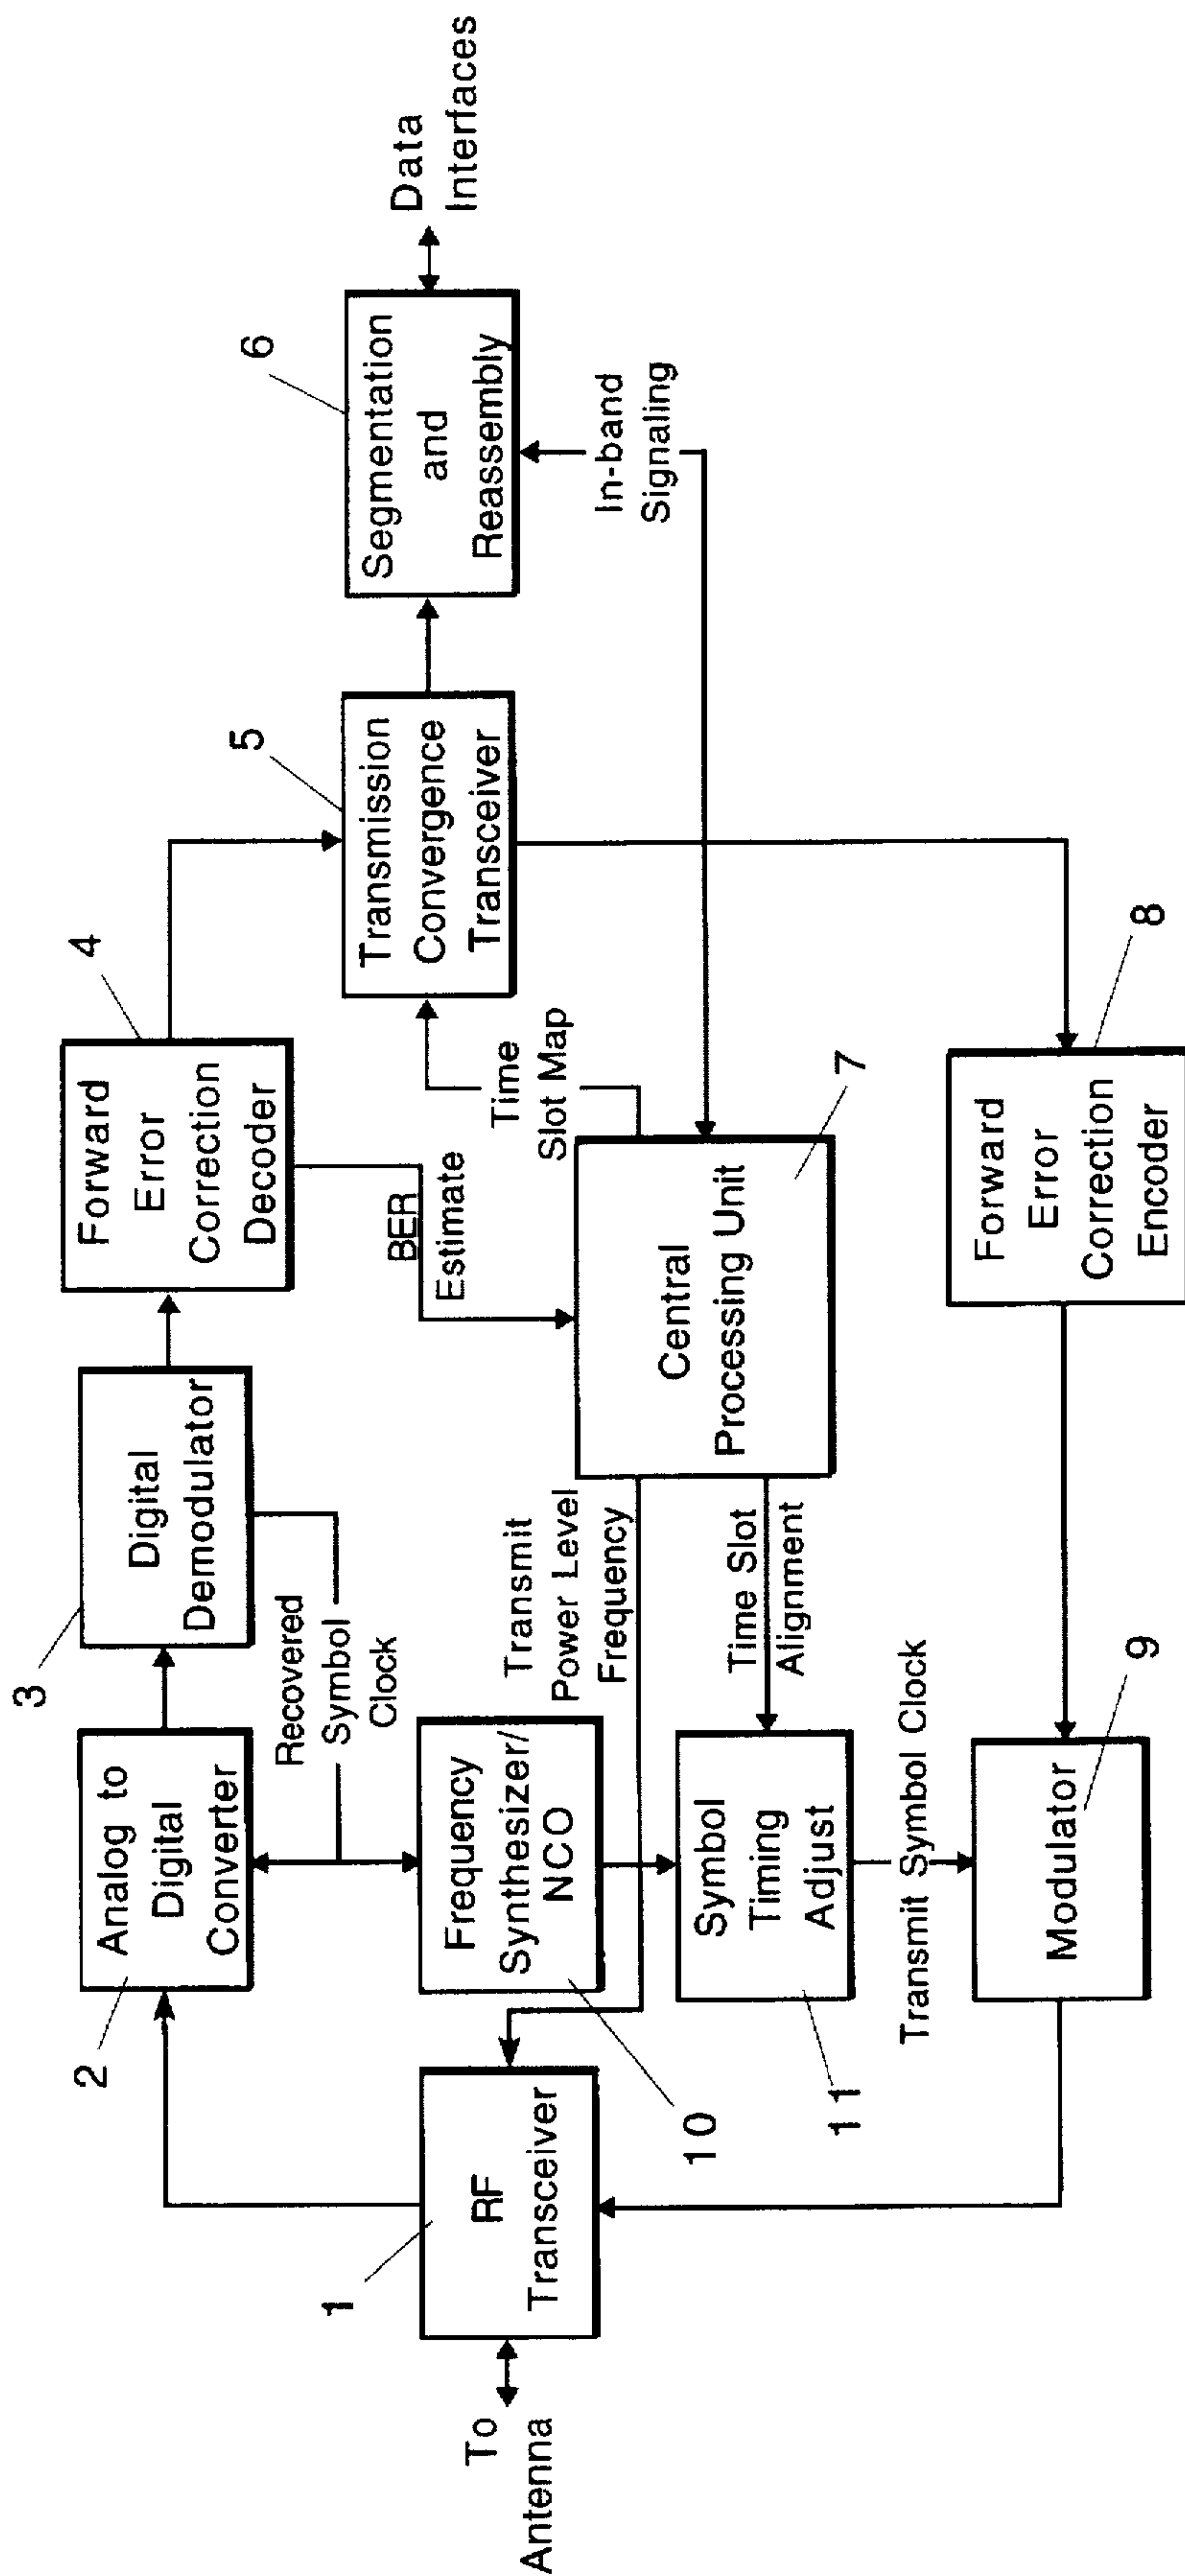 To
Antenna
1
RF
Transceiver
2
Analog to
Digital
Converter
3
Digital
Demodulator
Recovered
Symbol
Clock
4
Forward
Error
Correction
Decoder
BER
Estimate
5
Transmission
Convergence
Transceiver
Time
Slot Map
6
Segmentation
and
Reassembly
Data
Interfaces
In-band
Signaling
7
Central
Processing Unit
Transmit
Power Level
Frequency
Time Slot
Alignment
10
Frequency
Synthesizer/
NCO
11
Symbol
Timing
Adjust
Transmit Symbol Clock
9
Modulator
8
Forward
Error
Correction
Encoder